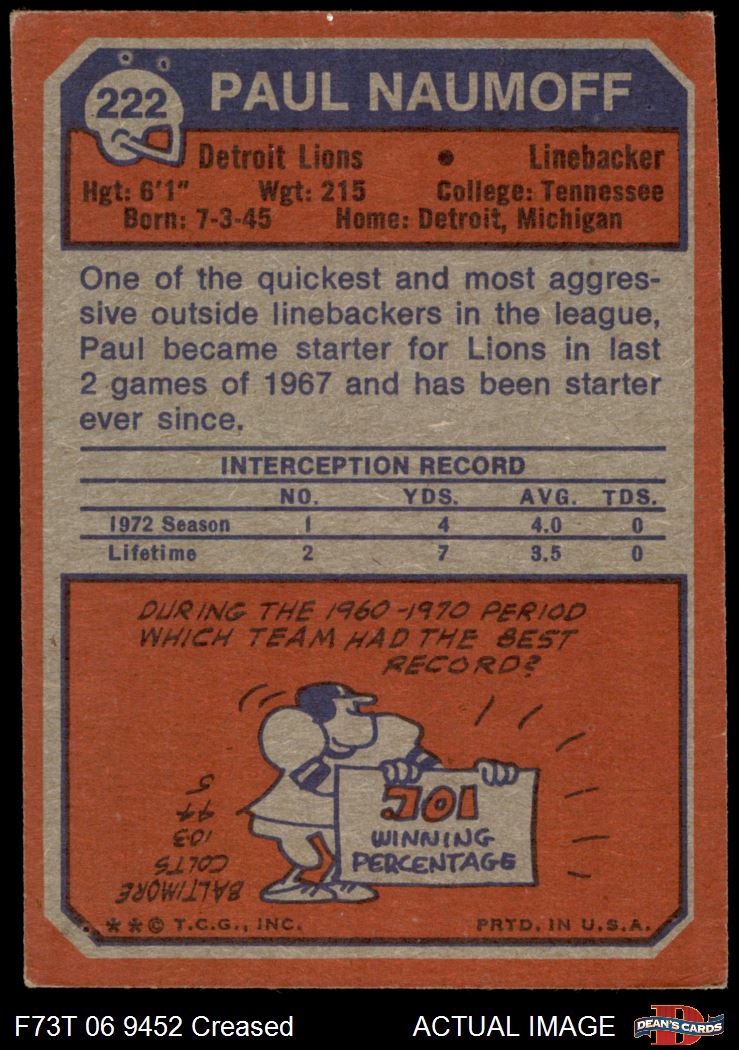 222
PAUL NAUMOFF
Detroit Lions • Linebacker
Hgt: 6'1" Wgt: 215 College: Tennessee
Born: 7-3-45 Home: Detroit, Michigan
One of the quickest and most aggres-
sive outside linebackers in the league,
Paul became starter for Lions in last
2 games of 1967 and has been starter
ever since.
INTERCEPTION RECORD
NO. YDS. AVG. TDS.
1972 Season 1 4 4.0 0
Lifetime 2 7 3.5 0
DURING THE 1960-1970 PERIOD
WHICH TEAM HAD THE BEST
RECORD?
.701
WINNING
PERCENTAGE
BALTIMORE
COLTS
103
44
5
**© T.C.G., INC. PRTD. IN U.S.A.
F73T 06 9452 Creased ACTUAL IMAGE
D
DEAN'S CARDS